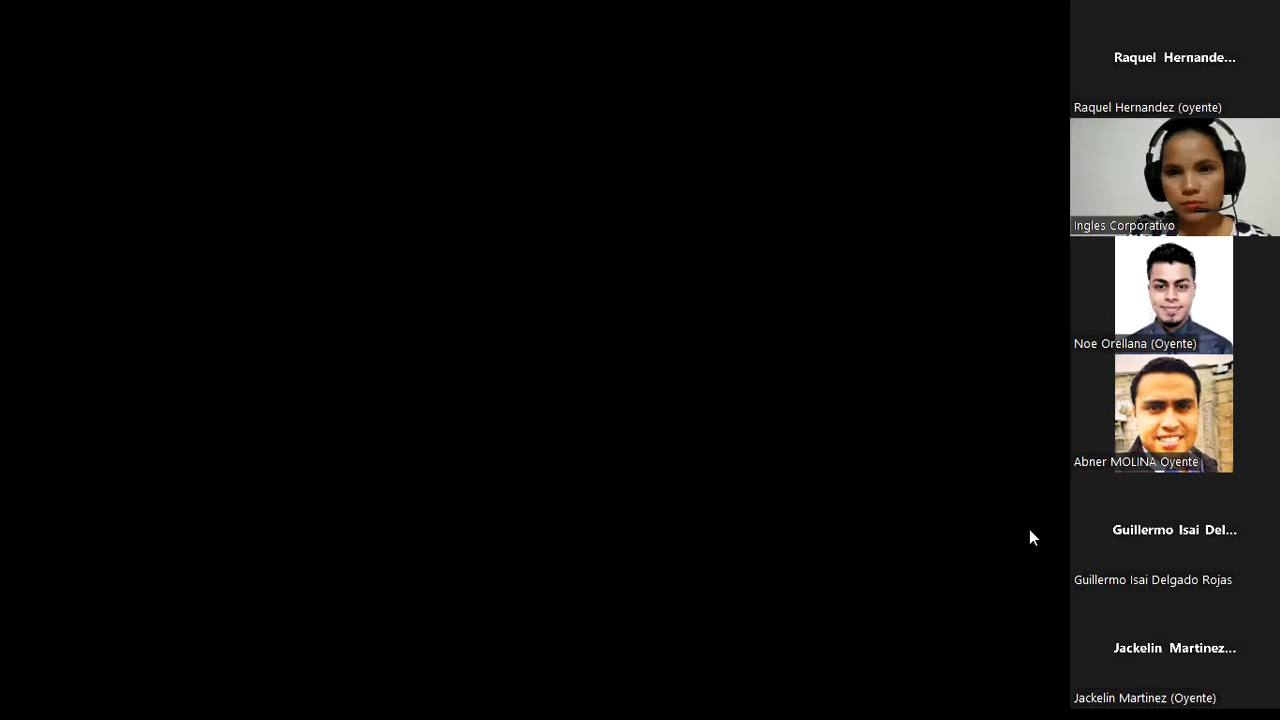 Raquel Hernande...
Raquel Hernandez (oyente)
Ingles Corporativo
Noe Orellana (Oyente)
Abner MOLINA Oyente
Guillermo Isai Del...
Guillermo Isai Delgado Rojas
Jackelin Martinez...
Jackelin Martinez (Oyente)